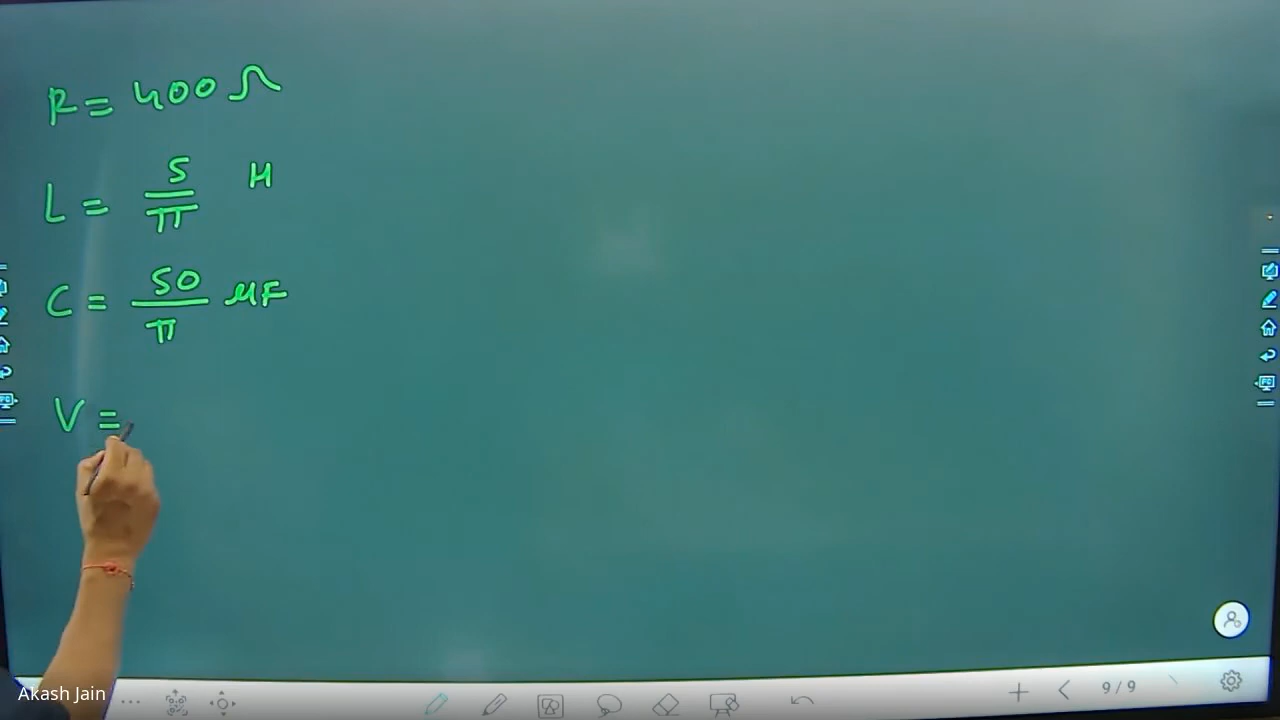 R = 400 Ω
L = 5/π H
C = 50/π μF
V =
Akash Jain
9/9